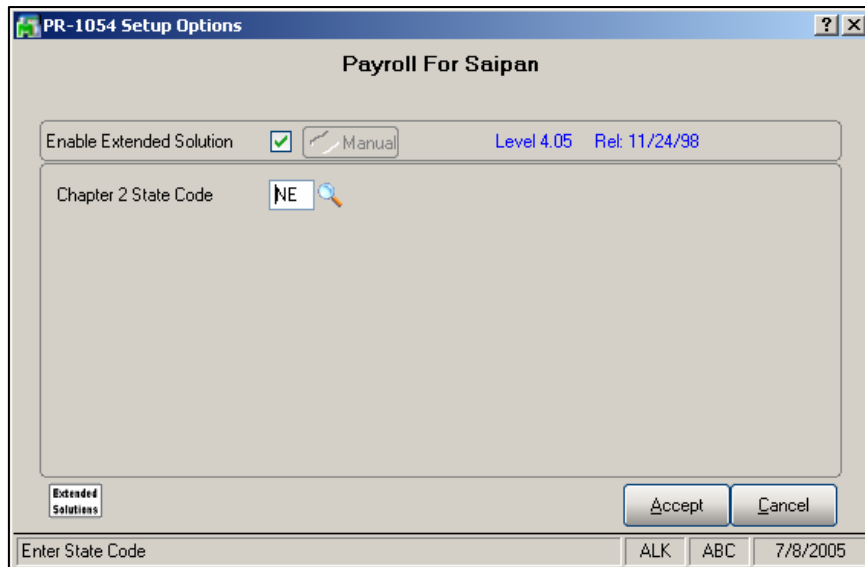 PR-1054 Setup Options
Payroll For Saipan
Enable Extended Solution Manual Level 4.05 Rel: 11/24/98
Chapter 2 State Code NE
Extended
Solutions
Accept Cancel
Enter State Code ALK ABC 7/8/2005